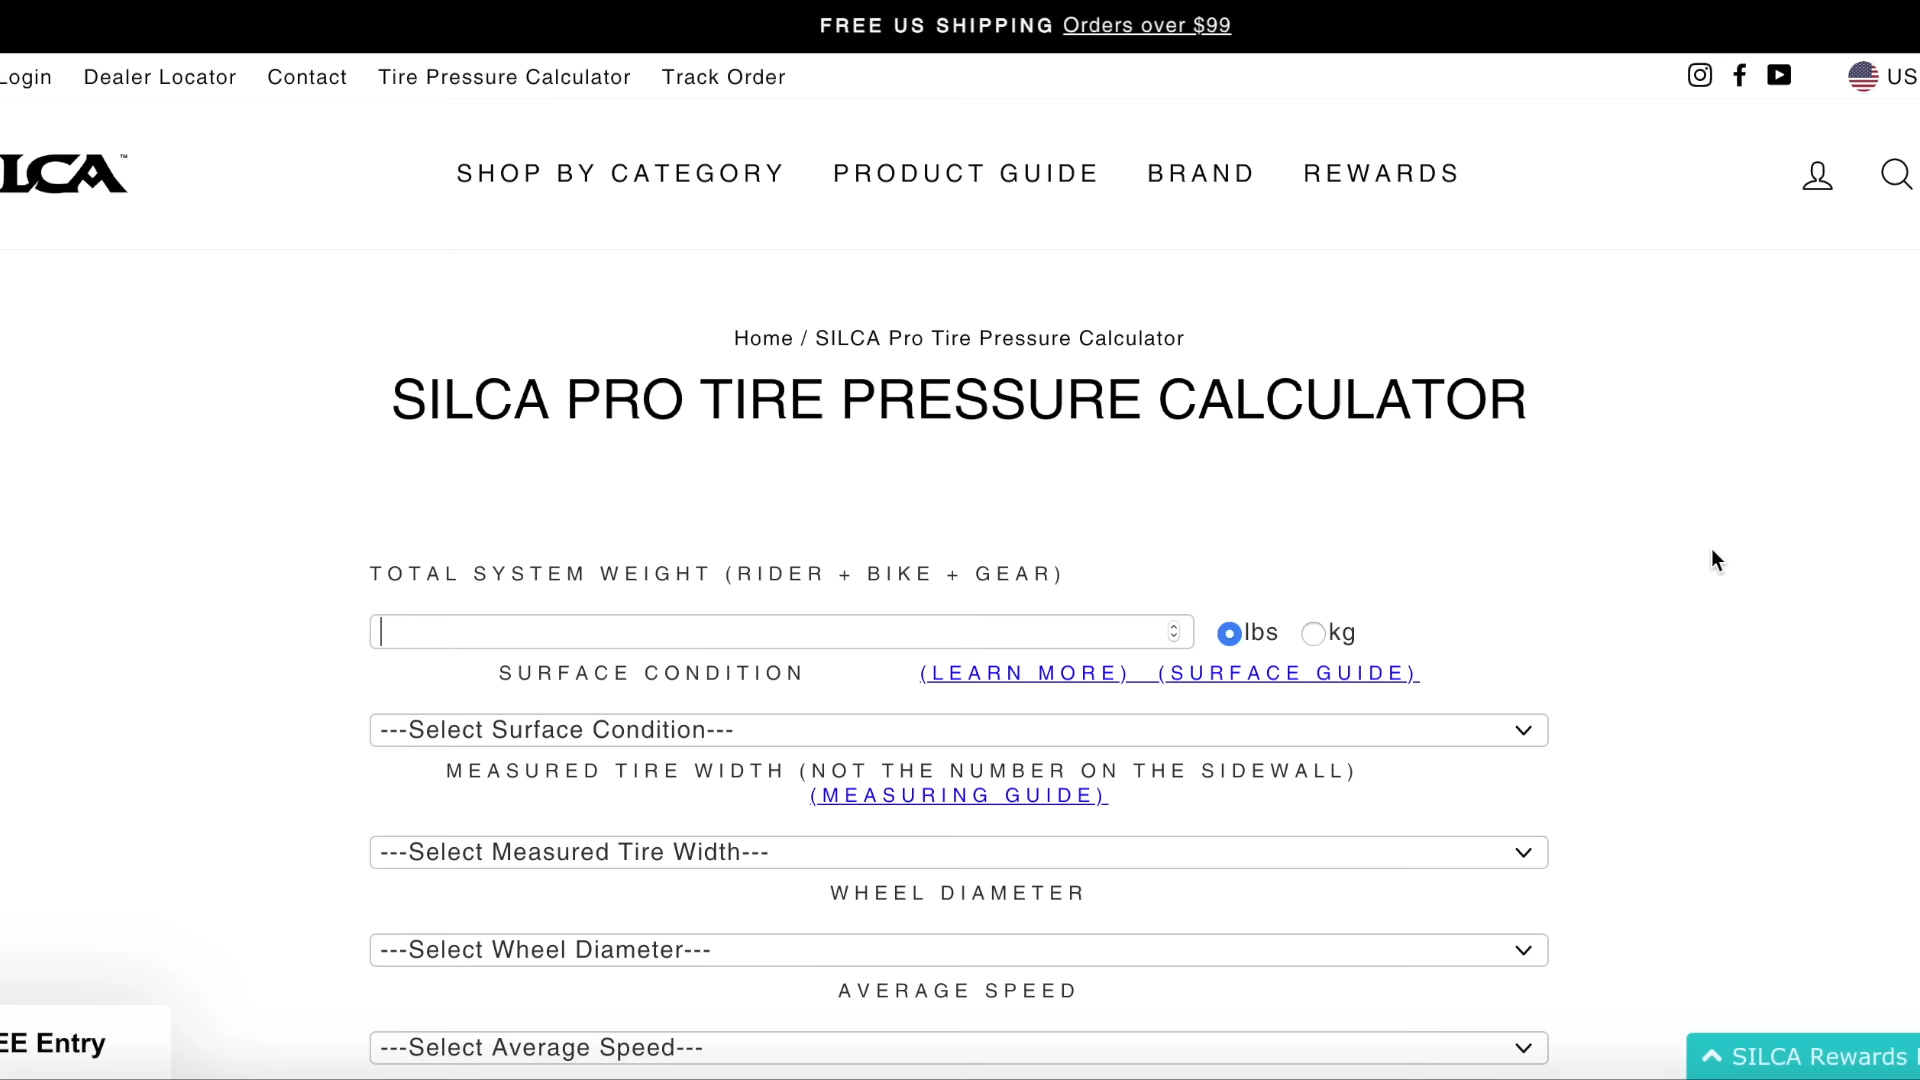 FREE US SHIPPING Orders over $99
Login Dealer Locator Contact Tire Pressure Calculator Track Order US
ILCA™
SHOP BY CATEGORY PRODUCT GUIDE BRAND REWARDS
Home / SILCA Pro Tire Pressure Calculator
SILCA PRO TIRE PRESSURE CALCULATOR
TOTAL SYSTEM WEIGHT (RIDER + BIKE + GEAR)
lbs kg
SURFACE CONDITION (LEARN MORE) (SURFACE GUIDE)
---Select Surface Condition---
MEASURED TIRE WIDTH (NOT THE NUMBER ON THE SIDEWALL)
(MEASURING GUIDE)
---Select Measured Tire Width---
WHEEL DIAMETER
---Select Wheel Diameter---
AVERAGE SPEED
---Select Average Speed---
EE Entry
SILCA Rewards